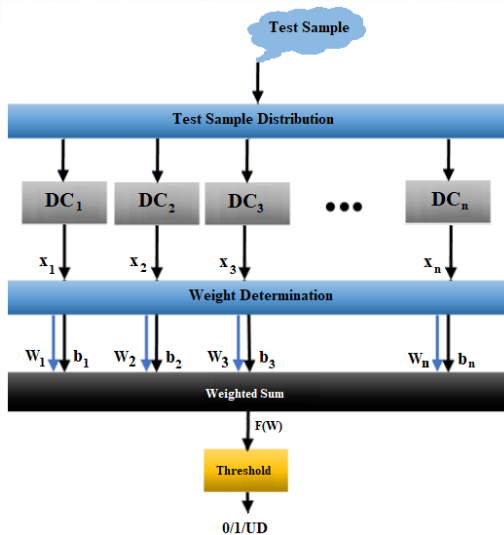 Test Sample
Test Sample Distribution
DC₁ DC₂ DC₃ ●●● DCₙ
x₁ x₂ x₃ xₙ
Weight Determination
W₁ b₁ W₂ b₂ W₃ b₃ Wₙ bₙ
Weighted Sum
F(W)
Threshold
0/1/UD